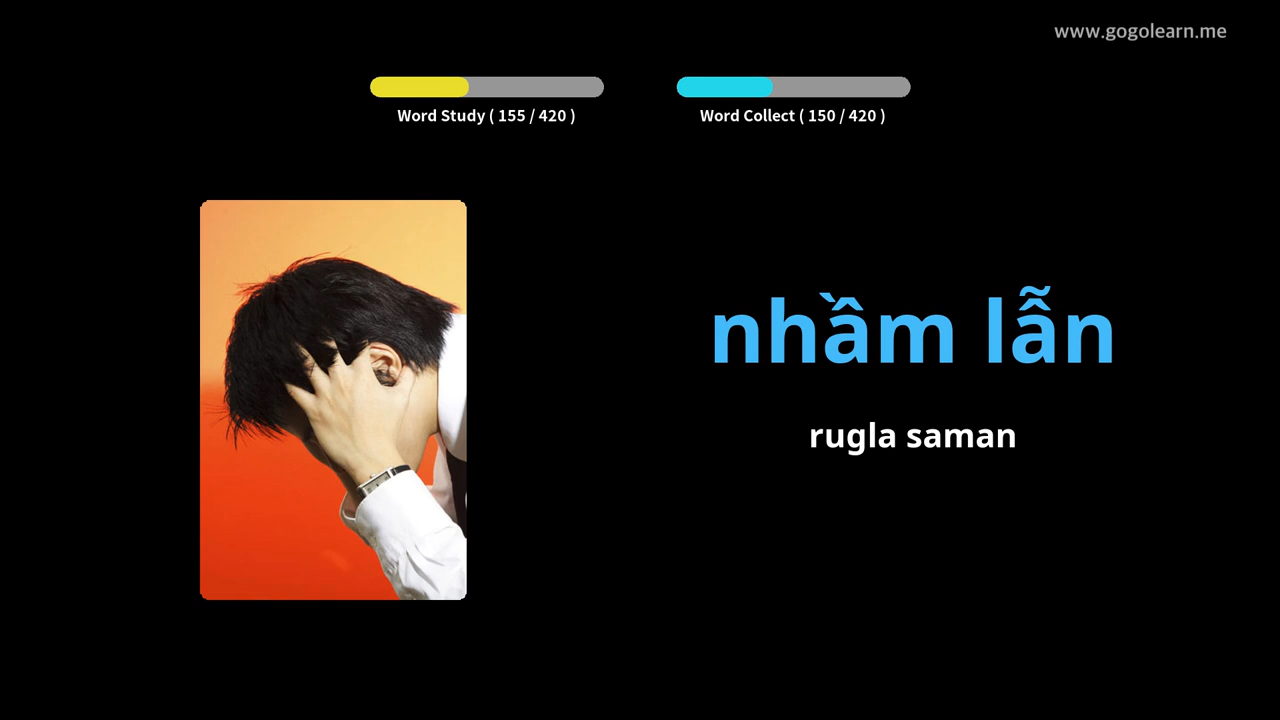 www.gogolearn.me
Word Study ( 155 / 420 )
Word Collect ( 150 / 420 )
nhầm lẫn
rugla saman